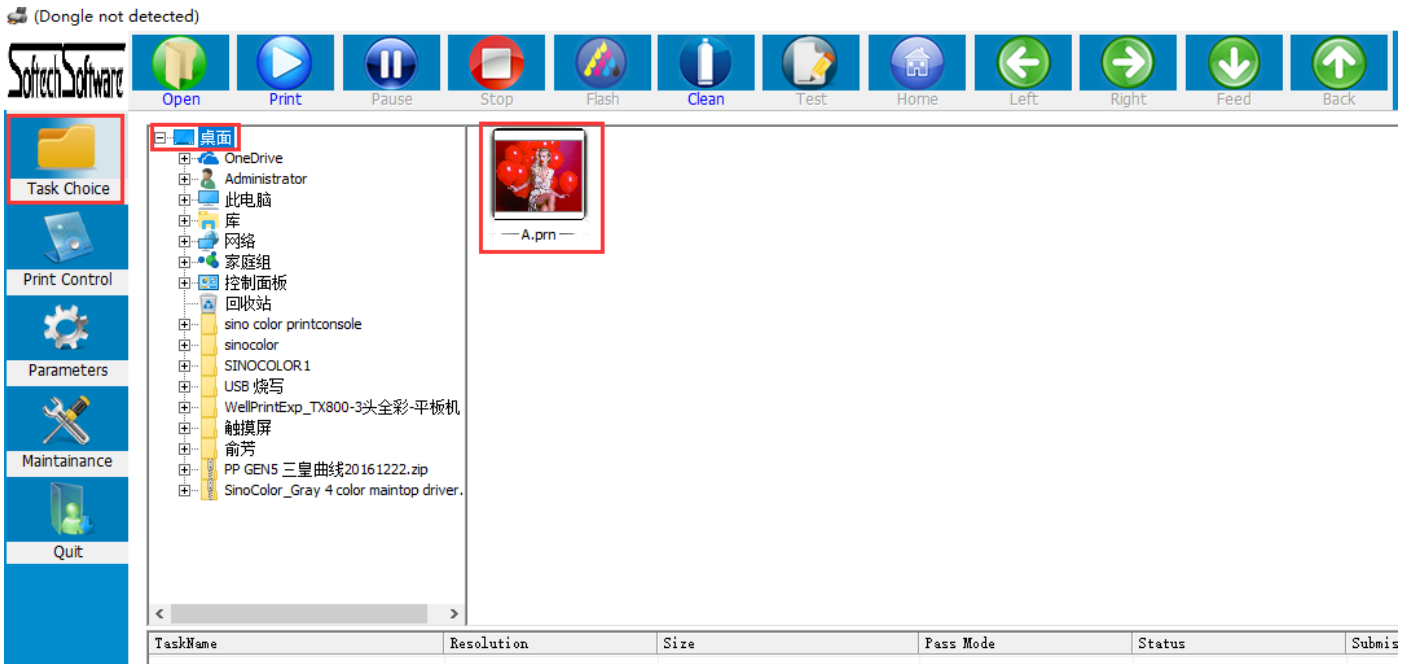 (Dongle not detected)
Softech Software
Open
Print
Pause
Stop
Flash
Clean
Test
Home
Left
Right
Feed
Back
Task Choice
Print Control
Parameters
Maintainance
Quit
桌面
OneDrive
Administrator
此电脑
库
网络
家庭组
控制面板
回收站
sino color printconsole
sinocolor
SINOCOLOR1
USB 烧写
WellPrintExp_TX800-3头全彩-平板机
触摸屏
俞芳
PP GEN5 三皇曲线20161222.zip
SinoColor_Gray 4 color maintop driver.
A.prn
TaskName
Resolution
Size
Pass Mode
Status
Submis